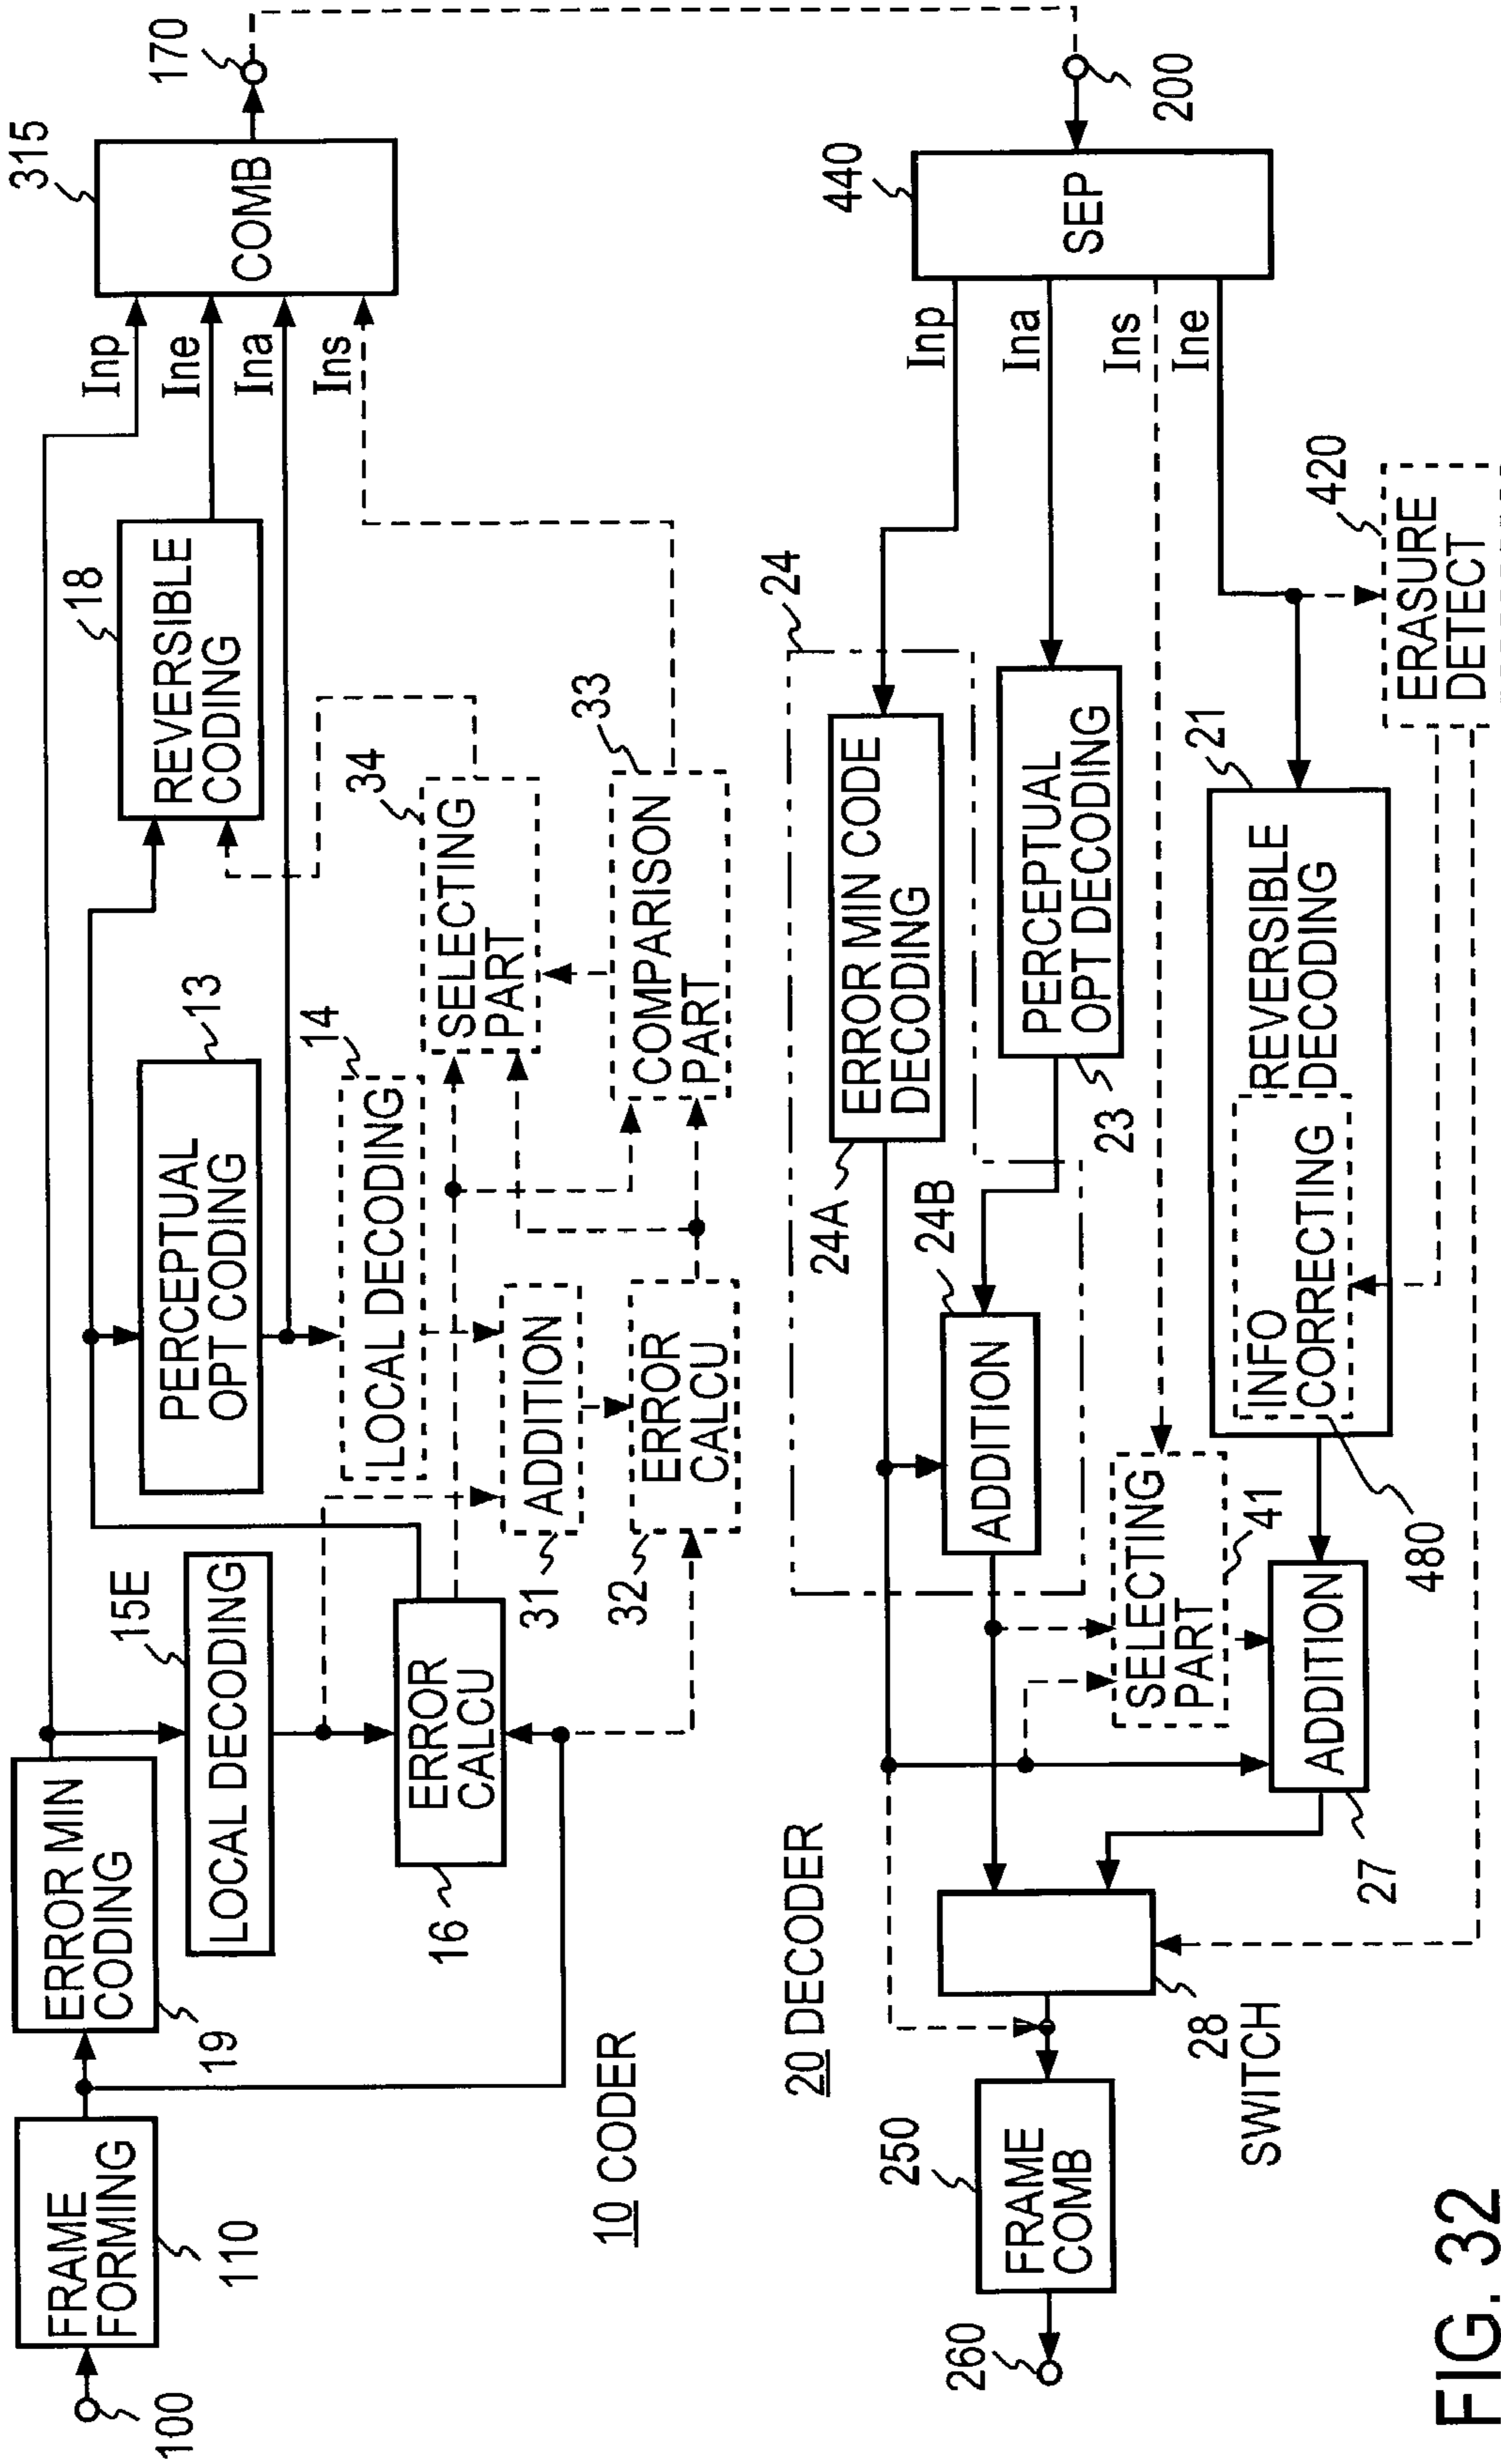 100
FRAME
FORMING
110
ERROR MIN
CODING
19
LOCAL DECODING
15E
ERROR
CALCU
16
PERCEPTUAL
OPT CODING
13
LOCAL DECODING
14
ADDITION
31
ERROR
CALCU
32
SELECTING
PART
34
COMPARISON
PART
33
REVERSIBLE
CODING
18
Inp
Ine
Ina
Ins
COMB
315
170
10 CODER
20 DECODER
200
SEP
440
Inp
Ina
Ins
Ine
24
ERROR MIN CODE
DECODING
24A
PERCEPTUAL
OPT DECODING
23
ADDITION
24B
ERASURE
DETECT
420
REVERSIBLE
DECODING
21
INFO
CORRECTING
480
SELECTING
PART
41
ADDITION
27
28
SWITCH
FRAME
COMB
250
260
FIG. 32